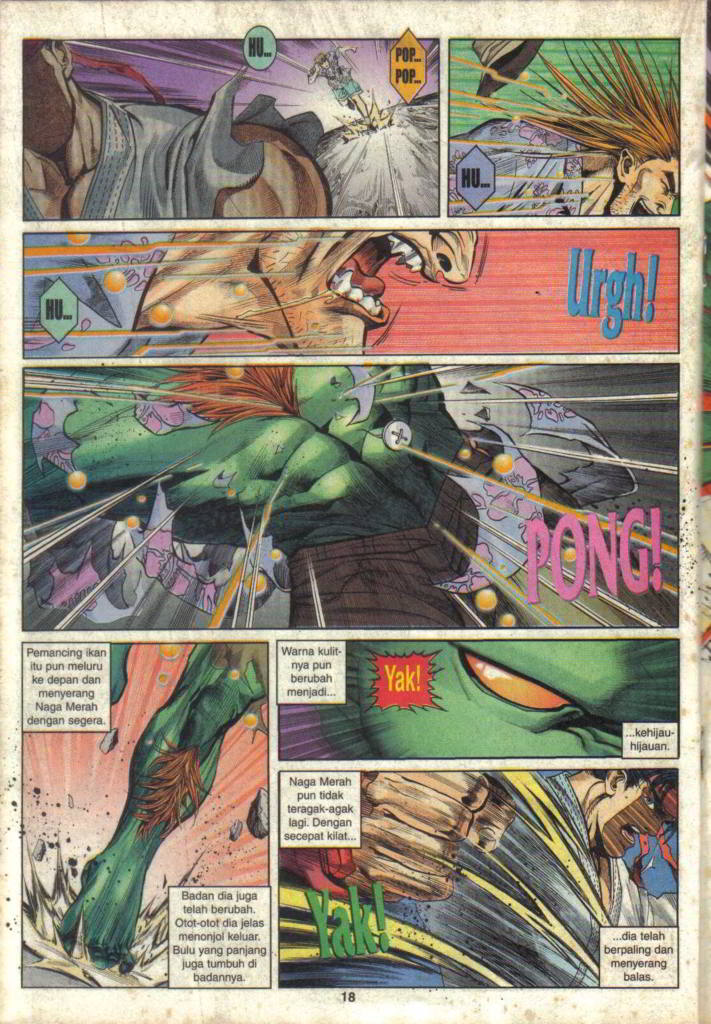 HU...
POP...
POP...
HU...
HU...
Urgh!
PONG!
Pemancing ikan
itu pun meluru
ke depan dan
menyerang
Naga Merah
dengan segera.
Warna kulit-
nya pun
berubah
menjadi...
Yak!
...kehijau-
hijauan.
Badan dia juga
telah berubah.
Otot-otot dia jelas
menonjol keluar.
Bulu yang panjang
juga tumbuh di
badannya.
Naga Merah
pun tidak
teragak-agak
lagi. Dengan
secepat kilat...
Yak!
...dia telah
berpaling dan
menyerang
balas.
18